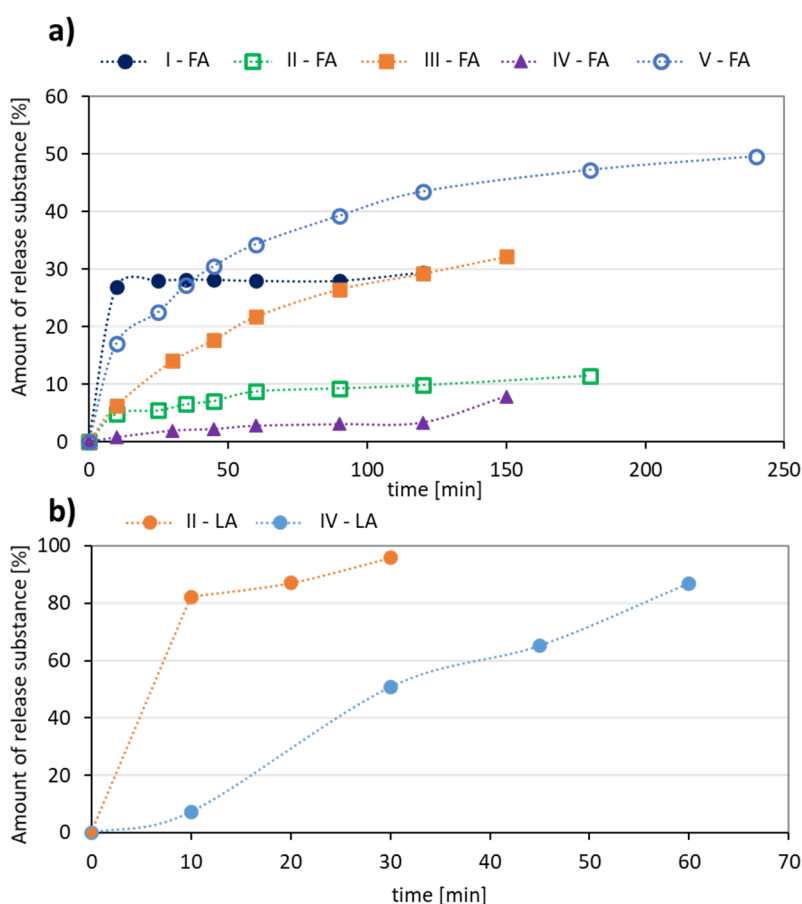 a)
I - FA II - FA III - FA IV - FA V - FA
Amount of release substance [%]
60
50
40
30
20
10
0
0 50 100 150 200 250
time [min]
b)
II - LA IV - LA
Amount of release substance [%]
100
80
60
40
20
0
0 10 20 30 40 50 60 70
time [min]